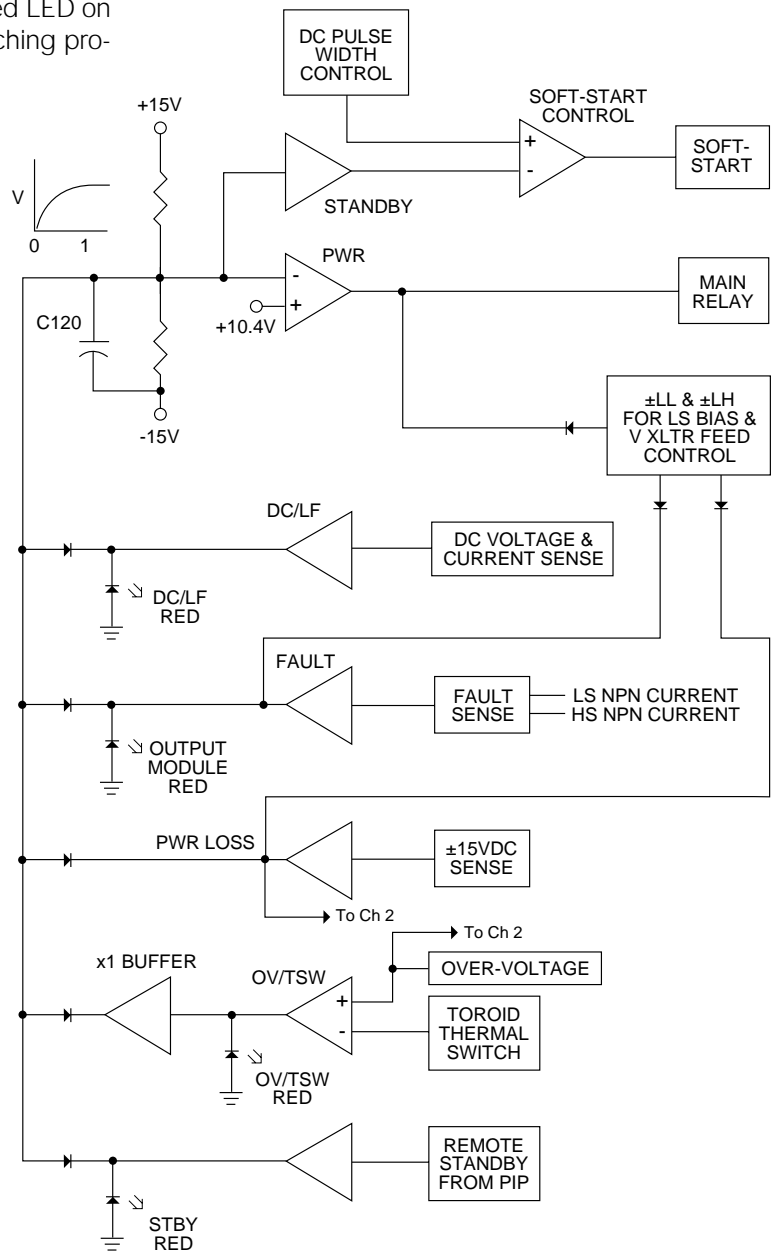 ed LED on
ching pro-
DC PULSE
WIDTH
CONTROL
SOFT-START
CONTROL
+15V
+
-
SOFT-
START
V
0 1
STANDBY
PWR
-
+
+10.4V
MAIN
RELAY
C120
-15V
±LL & ±LH
FOR LS BIAS &
V XLTR FEED
CONTROL
DC/LF
DC VOLTAGE &
CURRENT SENSE
DC/LF
RED
FAULT
FAULT
SENSE
LS NPN CURRENT
HS NPN CURRENT
OUTPUT
MODULE
RED
PWR LOSS
±15VDC
SENSE
To Ch 2
To Ch 2
x1 BUFFER
OV/TSW
+
-
OVER-VOLTAGE
TOROID
THERMAL
SWITCH
OV/TSW
RED
REMOTE
STANDBY
FROM PIP
STBY
RED